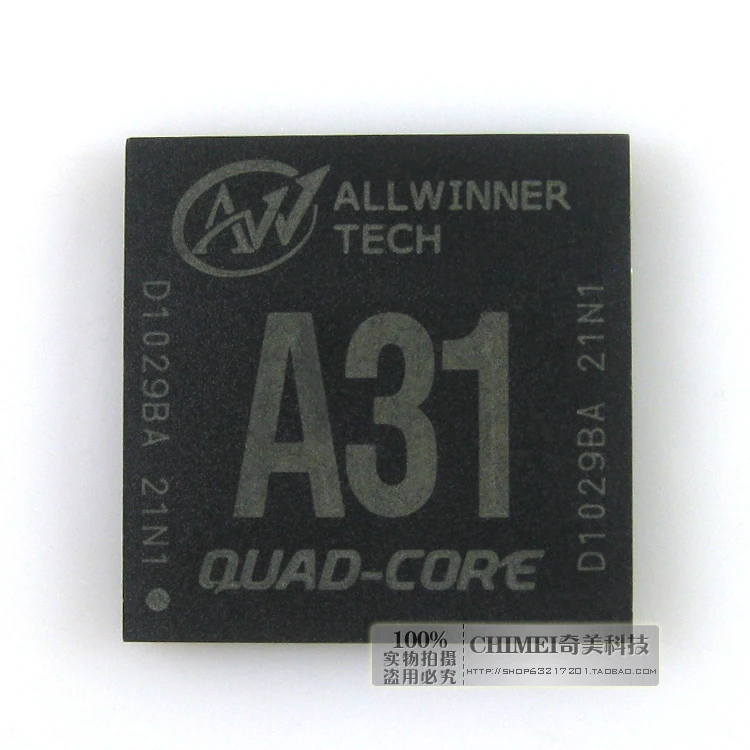 AW ALLWINNER
TECH
D1029BA 21N1
A31
D1029BA 21N1
QUAD-CORE
100%
实物拍摄
盗用必究
CHIMEI奇美科技
HTTP://SHOP63217201.TAOBAO.COM